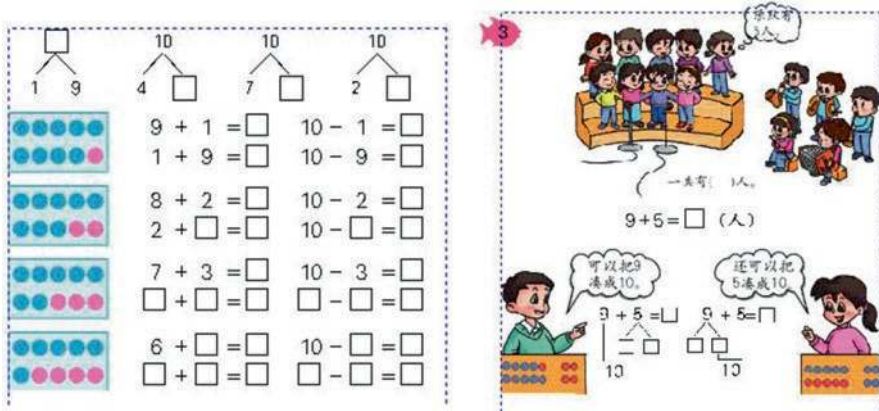 □ 10 10 10
1 9 4 □ 7 □ 2 □
9 + 1 = □ 10 - 1 = □
1 + 9 = □ 10 - 9 = □
8 + 2 = □ 10 - 2 = □
2 + □ = □ 10 - □ = □
7 + 3 = □ 10 - 3 = □
□ + □ = □ □ - □ = □
6 + □ = □ 10 - □ = □
□ + □ = □ □ - □ = □
3
有
人。
一共有( )人。
9+5=□ (人)
可以把9
凑成10。
还可以把
5凑成10。
9 + 5 = □ 9 + 5 = □
□ □ □ □
10 10